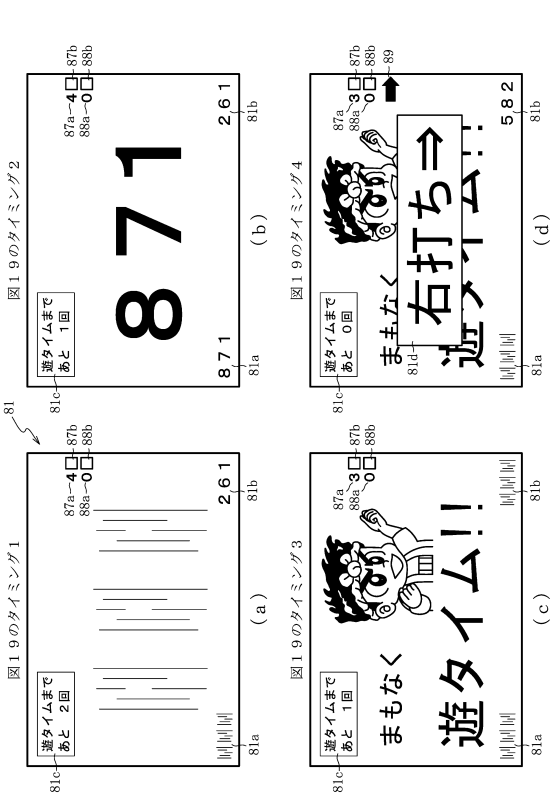 81
図１９のタイミング１
81c
遊タイムまで
あと 2回
87a 4 87b
88a 0 88b
261
81a 81b
(a)
図１９のタイミング２
81c
遊タイムまで
あと 1回
87a 4 87b
88a 0 88b
871
871 261
81a 81b
(b)
図１９のタイミング３
81c
遊タイムまで
あと 1回
87a 3 87b
88a 0 88b
まもなく
遊タイム!!
81a 81b
(c)
図１９のタイミング４
81c
遊タイムまで
あと 0回
87a 3 87b
88a 0 88b
89
まもなく
81d
右打ち⇒
遊タイム!!
582
81a 81b
(d)